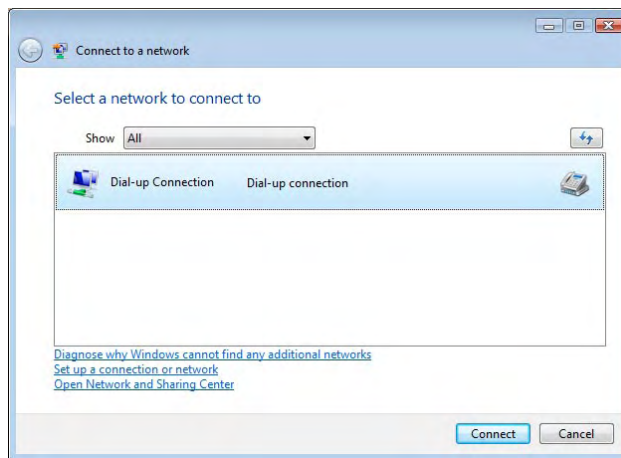 Connect to a network
Select a network to connect to
Show All
Dial-up Connection Dial-up connection
Diagnose why Windows cannot find any additional networks
Set up a connection or network
Open Network and Sharing Center
Connect Cancel